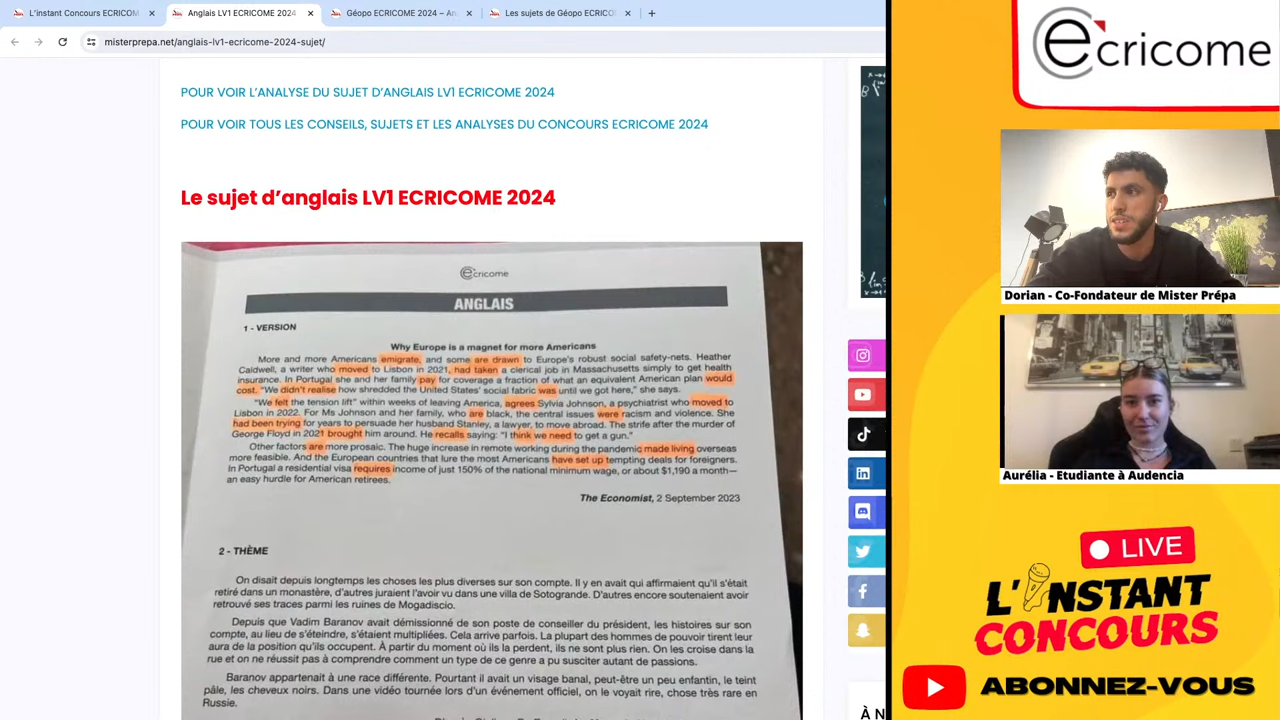 L'instant Concours ECRICOM
Anglais LV1 ECRICOME 2024
Géopo ECRICOME 2024 – An
Les sujets de Géopo ECRICO
misterprepa.net/anglais-lv1-ecricome-2024-sujet/
POUR VOIR L'ANALYSE DU SUJET D'ANGLAIS LV1 ECRICOME 2024
POUR VOIR TOUS LES CONSEILS, SUJETS ET LES ANALYSES DU CONCOURS ECRICOME 2024
Le sujet d'anglais LV1 ECRICOME 2024
ecricome
ANGLAIS
1 - VERSION
Why Europe is a magnet for more Americans
More and more Americans emigrate, and some are drawn to Europe's robust social safety-nets. Heather
Caldwell, a writer who moved to Lisbon in 2021, had taken a clerical job in Massachusetts simply to get health
insurance. In Portugal she and her family pay for coverage a fraction of what an equivalent American plan would
cost. "We didn't realise how shredded the United States' social fabric was until we got here," she says.
"We felt the tension lift" within weeks of leaving America, agrees Sylvia Johnson, a psychiatrist who moved to
Lisbon in 2022. For Ms Johnson and her family, who are black, the central issues were racism and violence. She
had been trying for years to persuade her husband Stanley, a lawyer, to move abroad. The strife after the murder of
George Floyd in 2021 brought him around. He recalls saying: "I think we need to get a gun."
Other factors are more prosaic. The huge increase in remote working during the pandemic made living overseas
more feasible. And the European countries that lure the most Americans have set up tempting deals for foreigners.
In Portugal a residential visa requires income of just 150% of the national minimum wage, or about $1,190 a month—
an easy hurdle for American retirees.
The Economist, 2 September 2023
2 - THÈME
On disait depuis longtemps les choses les plus diverses sur son compte. Il y en avait qui affirmaient qu'il s'était
retiré dans un monastère, d'autres juraient l'avoir vu dans une villa de Sotogrande. D'autres encore soutenaient avoir
retrouvé ses traces parmi les ruines de Mogadiscio.
Depuis que Vadim Baranov avait démissionné de son poste de conseiller du président, les histoires sur son
compte, au lieu de s'éteindre, s'étaient multipliées. Cela arrive parfois. La plupart des hommes de pouvoir tirent leur
aura de la position qu'ils occupent. À partir du moment où ils la perdent, ils ne sont plus rien. On les croise dans la
rue et on ne réussit pas à comprendre comment un type de ce genre a pu susciter autant de passions.
Baranov appartenait à une race différente. Pourtant il avait un visage banal, peut-être un peu enfantin, le teint
pâle, les cheveux noirs. Dans une vidéo tournée lors d'un événement officiel, on le voyait rire, chose très rare en
Russie.
À N
ecricome
Dorian - Co-Fondateur de Mister Prépa
Aurélia - Etudiante à Audencia
LIVE
L'INSTANT
CONCOURS
ABONNEZ-VOUS